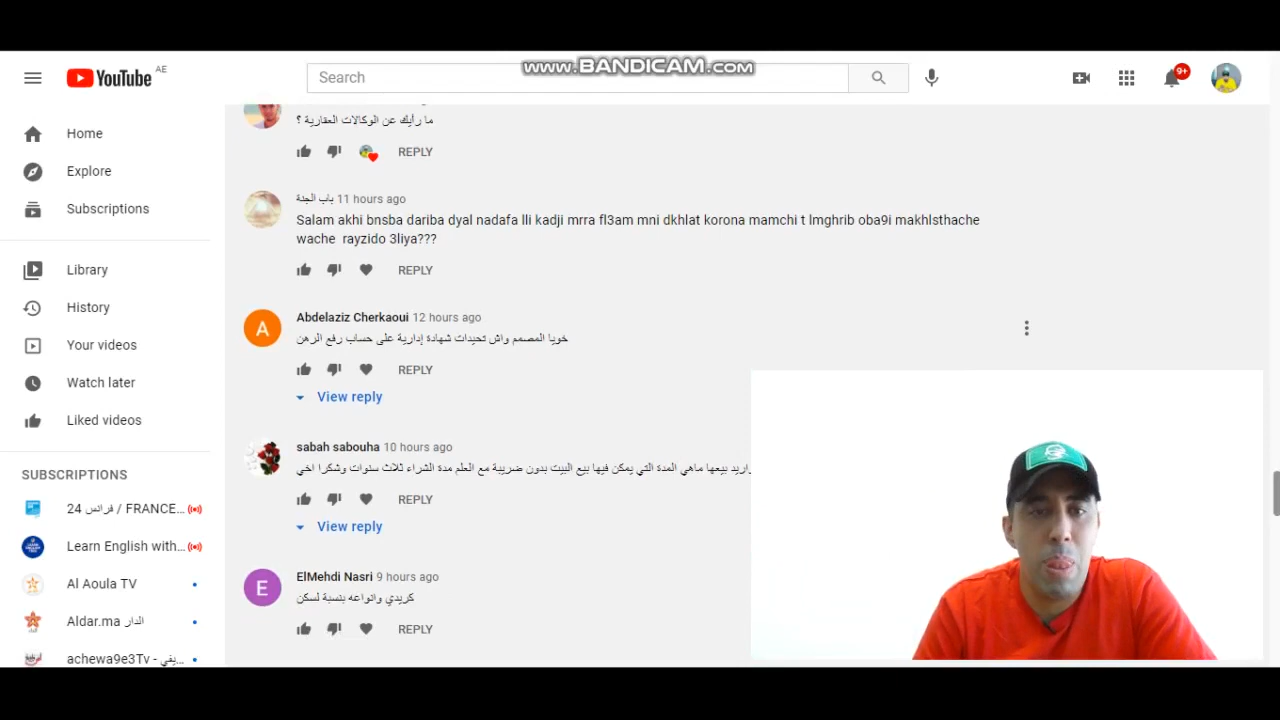 www.BANDICAM.com
YouTube AE
Search
9+
Home
Explore
Subscriptions
Library
History
Your videos
Watch later
Liked videos
SUBSCRIPTIONS
فرانس 24 / FRANCE...
Learn English with...
Al Aoula TV
Aldar.ma الدار
achewa9e3Tv - يفي...
ما رأيك عن الوكالات العقارية ؟
REPLY
باب الجنة 11 hours ago
Salam akhi bnsba dariba dyal nadafa lli kadji mrra fl3am mni dkhlat korona mamchi t lmghrib oba9i makhlsthache
wache rayzido 3liya???
REPLY
Abdelaziz Cherkaoui 12 hours ago
خويا المصمم واش تحيدات شهادة إدارية على حساب رفع الرهن
REPLY
View reply
sabah sabouha 10 hours ago
واريد بيعها ماهي المدة التي يمكن فيها بيع البيت بدون ضريبة مع العلم مدة الشراء ثلاث سنوات وشكرا اخي
REPLY
View reply
ElMehdi Nasri 9 hours ago
كريدي وانواعه بنسبة لسكن
REPLY